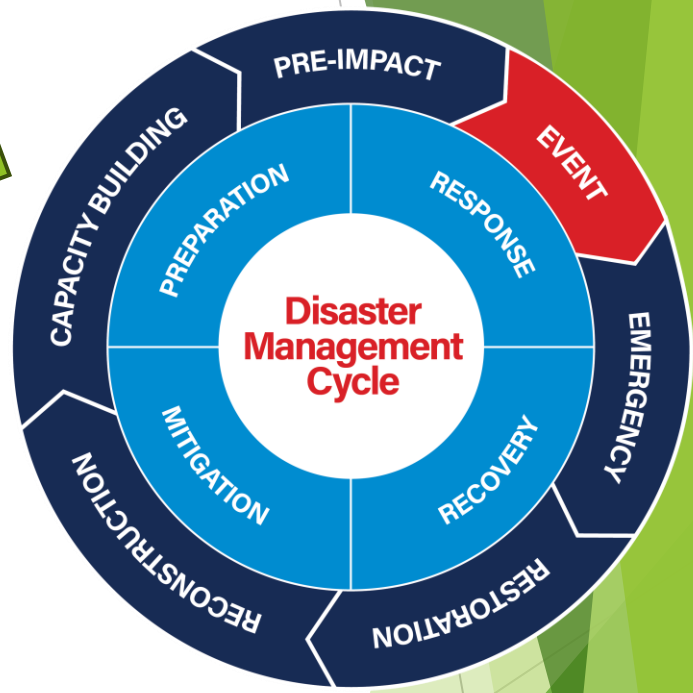 PRE-IMPACT
EVENT
EMERGENCY
RESTORATION
RECONSTRUCTION
CAPACITY BUILDING
PREPARATION
RESPONSE
RECOVERY
MITIGATION
Disaster
Management
Cycle